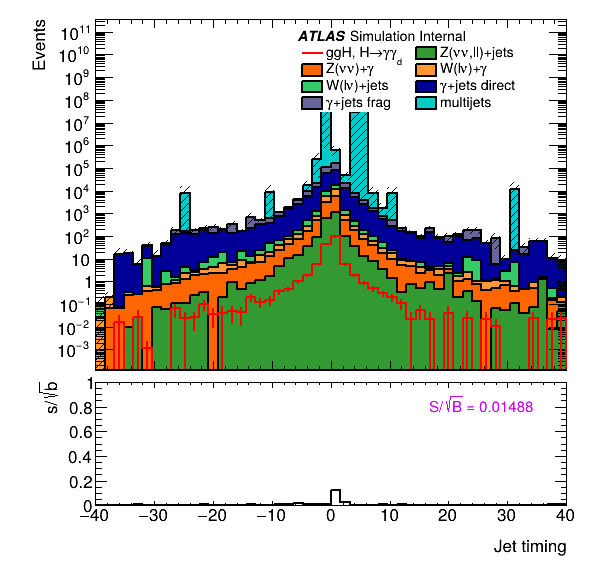 Events
10¹¹
10¹⁰
10⁹
10⁸
10⁷
10⁶
10⁵
10⁴
10³
10²
10
1
10⁻¹
10⁻²
10⁻³
ATLAS Simulation Internal
ggH, H→γγd
Z(νν,ll)+jets
Z(νν)+γ
W(lν)+γ
W(lν)+jets
γ+jets direct
γ+jets frag
multijets
s/√b
1
0.8
0.6
0.4
0.2
0
S/√B = 0.01488
−40 −30 −20 −10 0 10 20 30 40
Jet timing